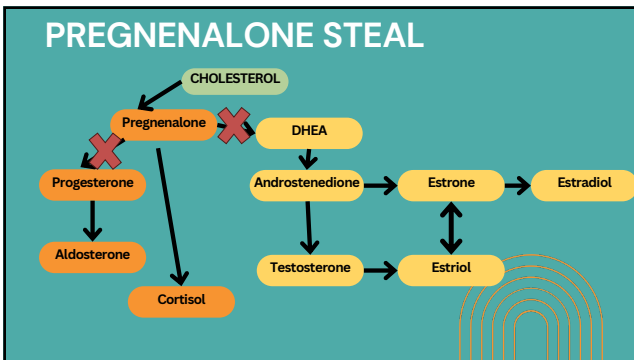 PREGNENALONE STEAL
CHOLESTEROL
Pregnenalone
DHEA
Progesterone
Androstenedione
Estrone
Estradiol
Aldosterone
Testosterone
Estriol
Cortisol